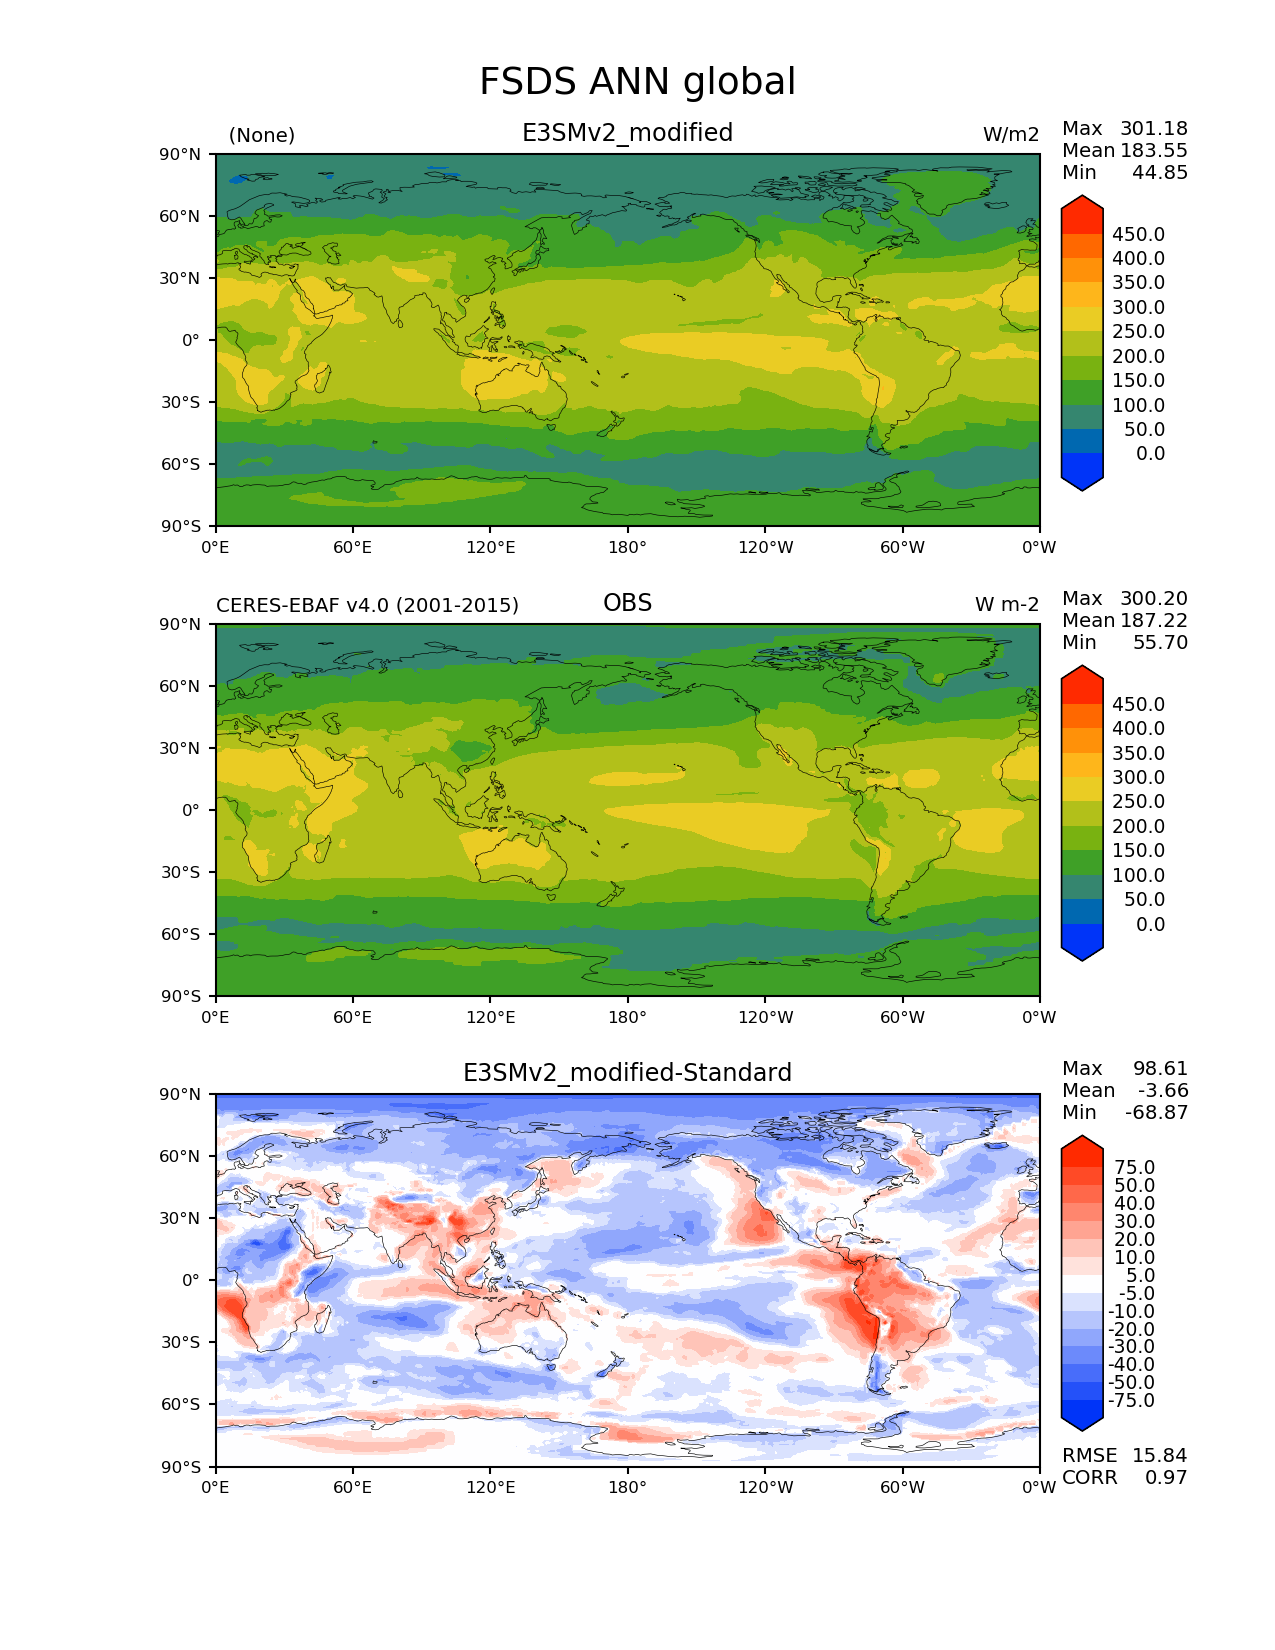 FSDS ANN global
(None) E3SMv2_modified W/m2
Max 301.18
Mean 183.55
Min 44.85
90°N
60°N
30°N
0°
30°S
60°S
90°S
0°E 60°E 120°E 180° 120°W 60°W 0°W
450.0
400.0
350.0
300.0
250.0
200.0
150.0
100.0
50.0
0.0
CERES-EBAF v4.0 (2001-2015) OBS W m-2
Max 300.20
Mean 187.22
Min 55.70
90°N
60°N
30°N
0°
30°S
60°S
90°S
0°E 60°E 120°E 180° 120°W 60°W 0°W
450.0
400.0
350.0
300.0
250.0
200.0
150.0
100.0
50.0
0.0
E3SMv2_modified-Standard
Max 98.61
Mean -3.66
Min -68.87
90°N
60°N
30°N
0°
30°S
60°S
90°S
0°E 60°E 120°E 180° 120°W 60°W 0°W
75.0
50.0
40.0
30.0
20.0
10.0
5.0
-5.0
-10.0
-20.0
-30.0
-40.0
-50.0
-75.0
RMSE 15.84
CORR 0.97